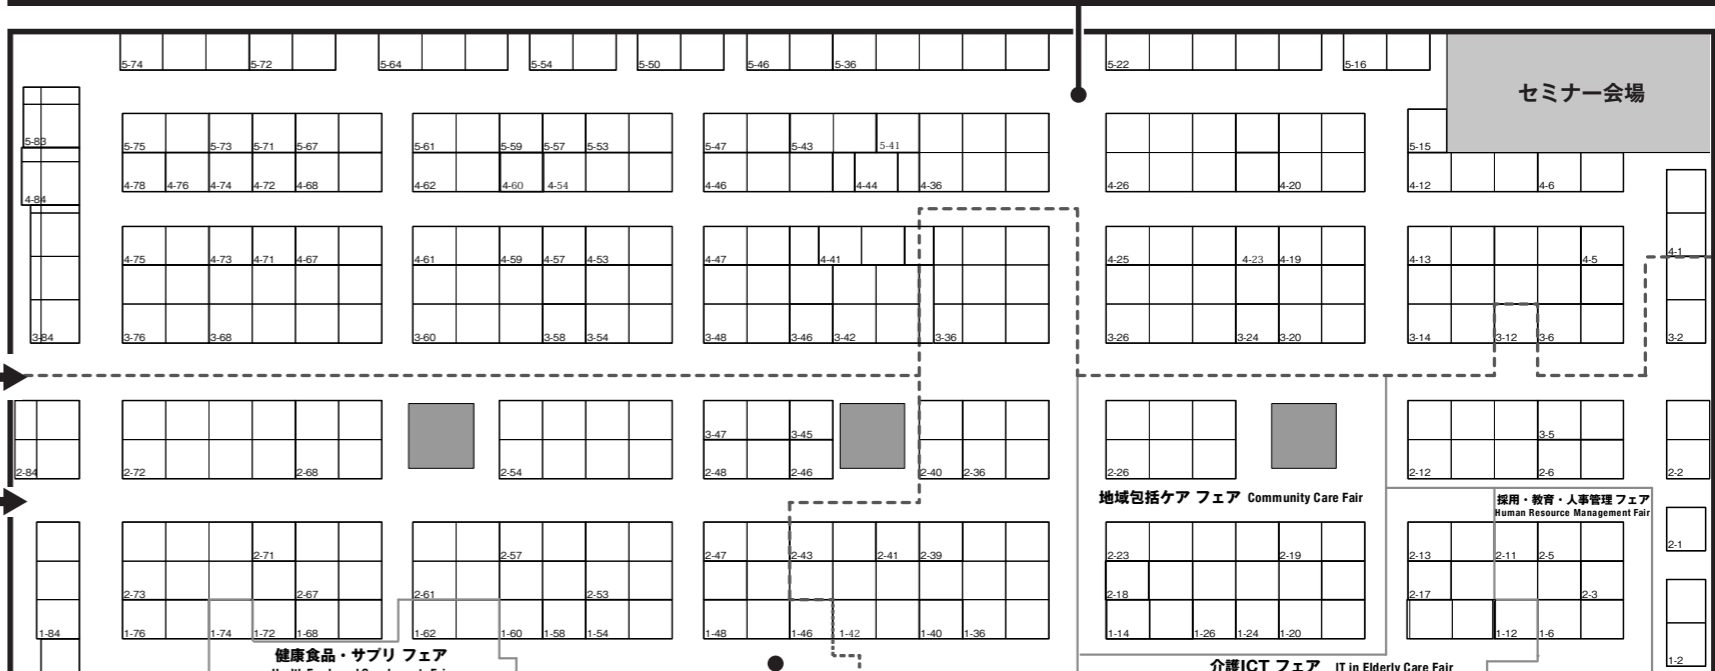 5-74 5-72 5-64 5-54 5-50 5-46 5-36 5-22 5-16
セミナー会場
5-83 5-75 5-73 5-71 5-67 5-61 5-59 5-57 5-53 5-47 5-43 5-41 5-15
4-84 4-78 4-76 4-74 4-72 4-68 4-62 4-60 4-54 4-46 4-44 4-36 4-26 4-20 4-12 4-6
4-75 4-73 4-71 4-67 4-61 4-59 4-57 4-53 4-47 4-41 4-25 4-23 4-19 4-13 4-5 4-1
3-84 3-76 3-68 3-60 3-58 3-54 3-48 3-46 3-42 3-36 3-26 3-24 3-20 3-14 3-12 3-6 3-2
3-47 3-45 3-5
2-84 2-72 2-68 2-54 2-48 2-46 2-40 2-36 2-26 2-12 2-6 2-2
地域包括ケア フェア Community Care Fair
採用・教育・人事管理 フェア
Human Resource Management Fair
2-71 2-57 2-47 2-43 2-41 2-39 2-23 2-19 2-13 2-11 2-5 2-1
2-73 2-67 2-61 2-53 2-18 2-17 2-3
1-84 1-76 1-74 1-72 1-68 1-62 1-60 1-58 1-54 1-48 1-46 1-42 1-40 1-36 1-14 1-26 1-24 1-20 1-12 1-6
1-2
健康食品・サプリ フェア
介護ICT フェア IT in Elderly Care Fair